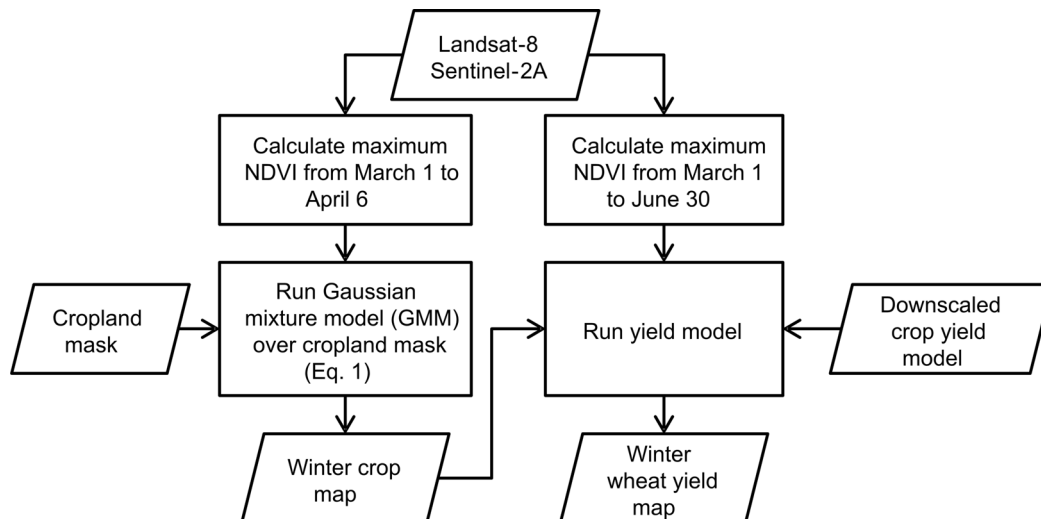 Landsat-8
Sentinel-2A
Calculate maximum
NDVI from March 1 to
April 6
Calculate maximum
NDVI from March 1
to June 30
Cropland
mask
Run Gaussian
mixture model (GMM)
over cropland mask
(Eq. 1)
Run yield model
Downscaled
crop yield
model
Winter crop
map
Winter
wheat yield
map